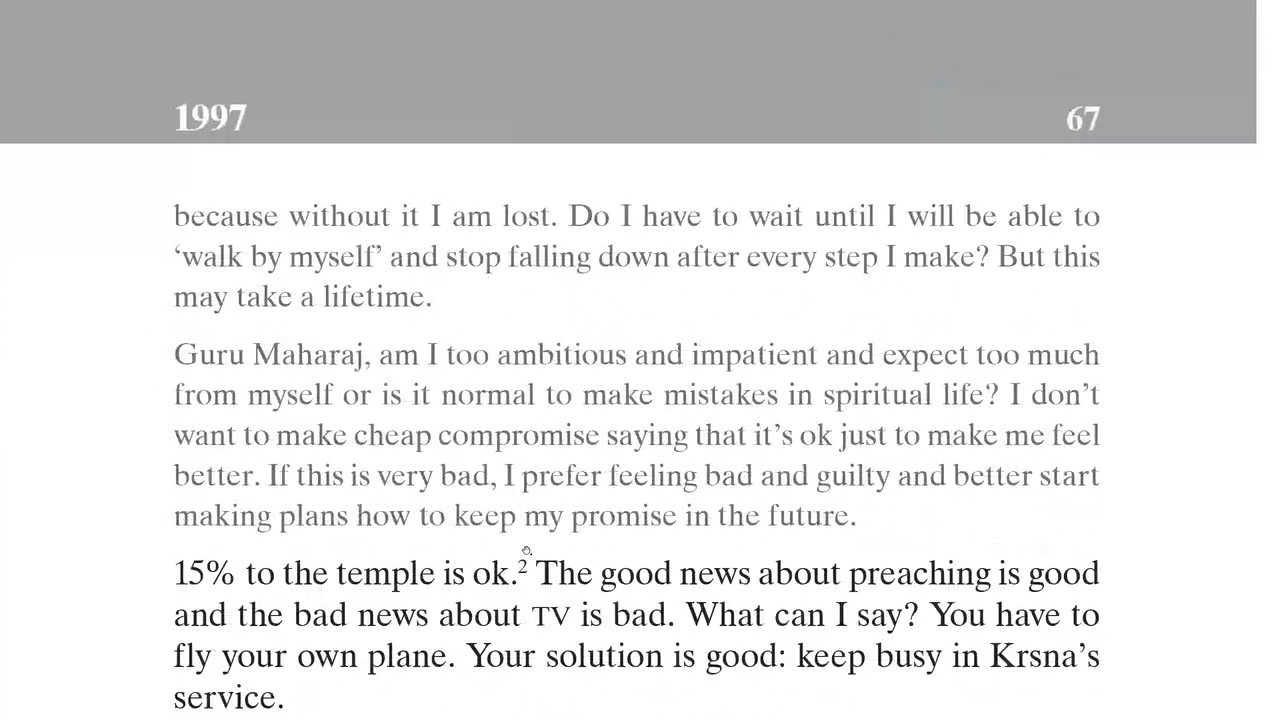 1997 67
because without it I am lost. Do I have to wait until I will be able to
‘walk by myself’ and stop falling down after every step I make? But this
may take a lifetime.
Guru Maharaj, am I too ambitious and impatient and expect too much
from myself or is it normal to make mistakes in spiritual life? I don’t
want to make cheap compromise saying that it’s ok just to make me feel
better. If this is very bad, I prefer feeling bad and guilty and better start
making plans how to keep my promise in the future.
15% to the temple is ok.² The good news about preaching is good
and the bad news about TV is bad. What can I say? You have to
fly your own plane. Your solution is good: keep busy in Krsna’s
service.